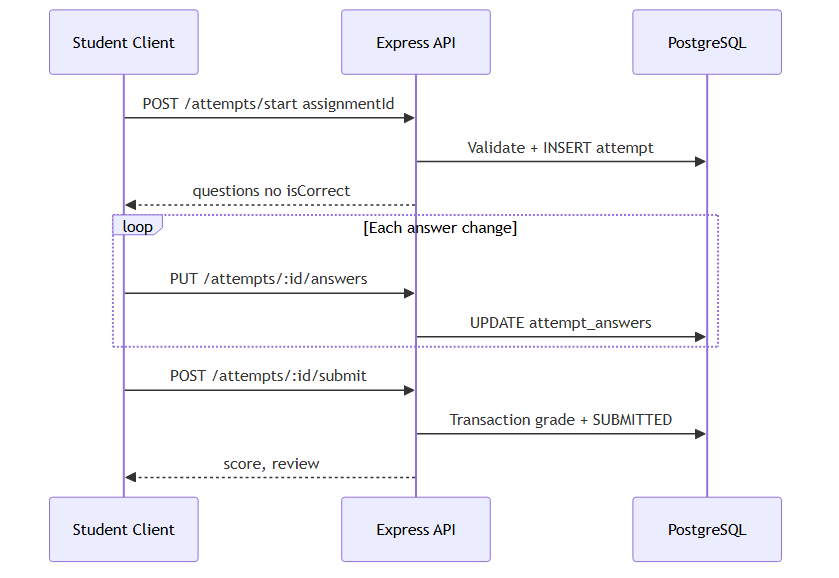 Student Client
Express API
PostgreSQL
POST /attempts/start assignmentId
Validate + INSERT attempt
questions no isCorrect
loop
[Each answer change]
PUT /attempts/:id/answers
UPDATE attempt_answers
POST /attempts/:id/submit
Transaction grade + SUBMITTED
score, review
Student Client
Express API
PostgreSQL